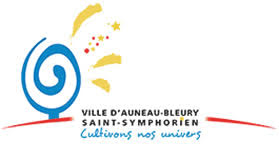 VILLE D'AUNEAU-BLEURY
SAINT-SYMPHORIEN
Cultivons nos univers